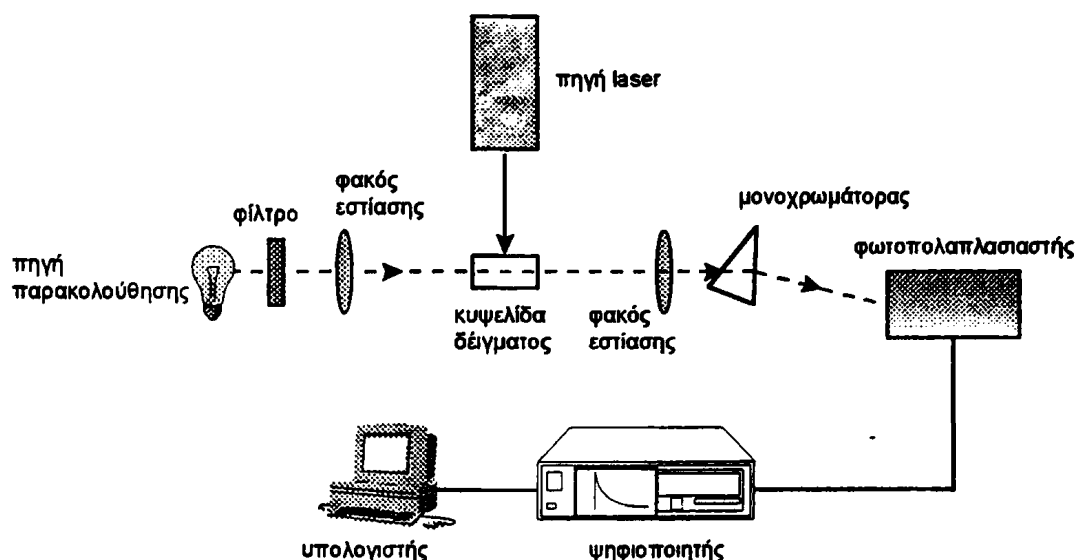 πηγή laser
φακός
εστίασης
φίλτρο
πηγή
παρακολούθησης
κυψελίδα
δείγματος
φακός
εστίασης
μονοχρωμάτορας
φωτοπολαπλασιαστής
υπολογιστής
ψηφιοποιητής